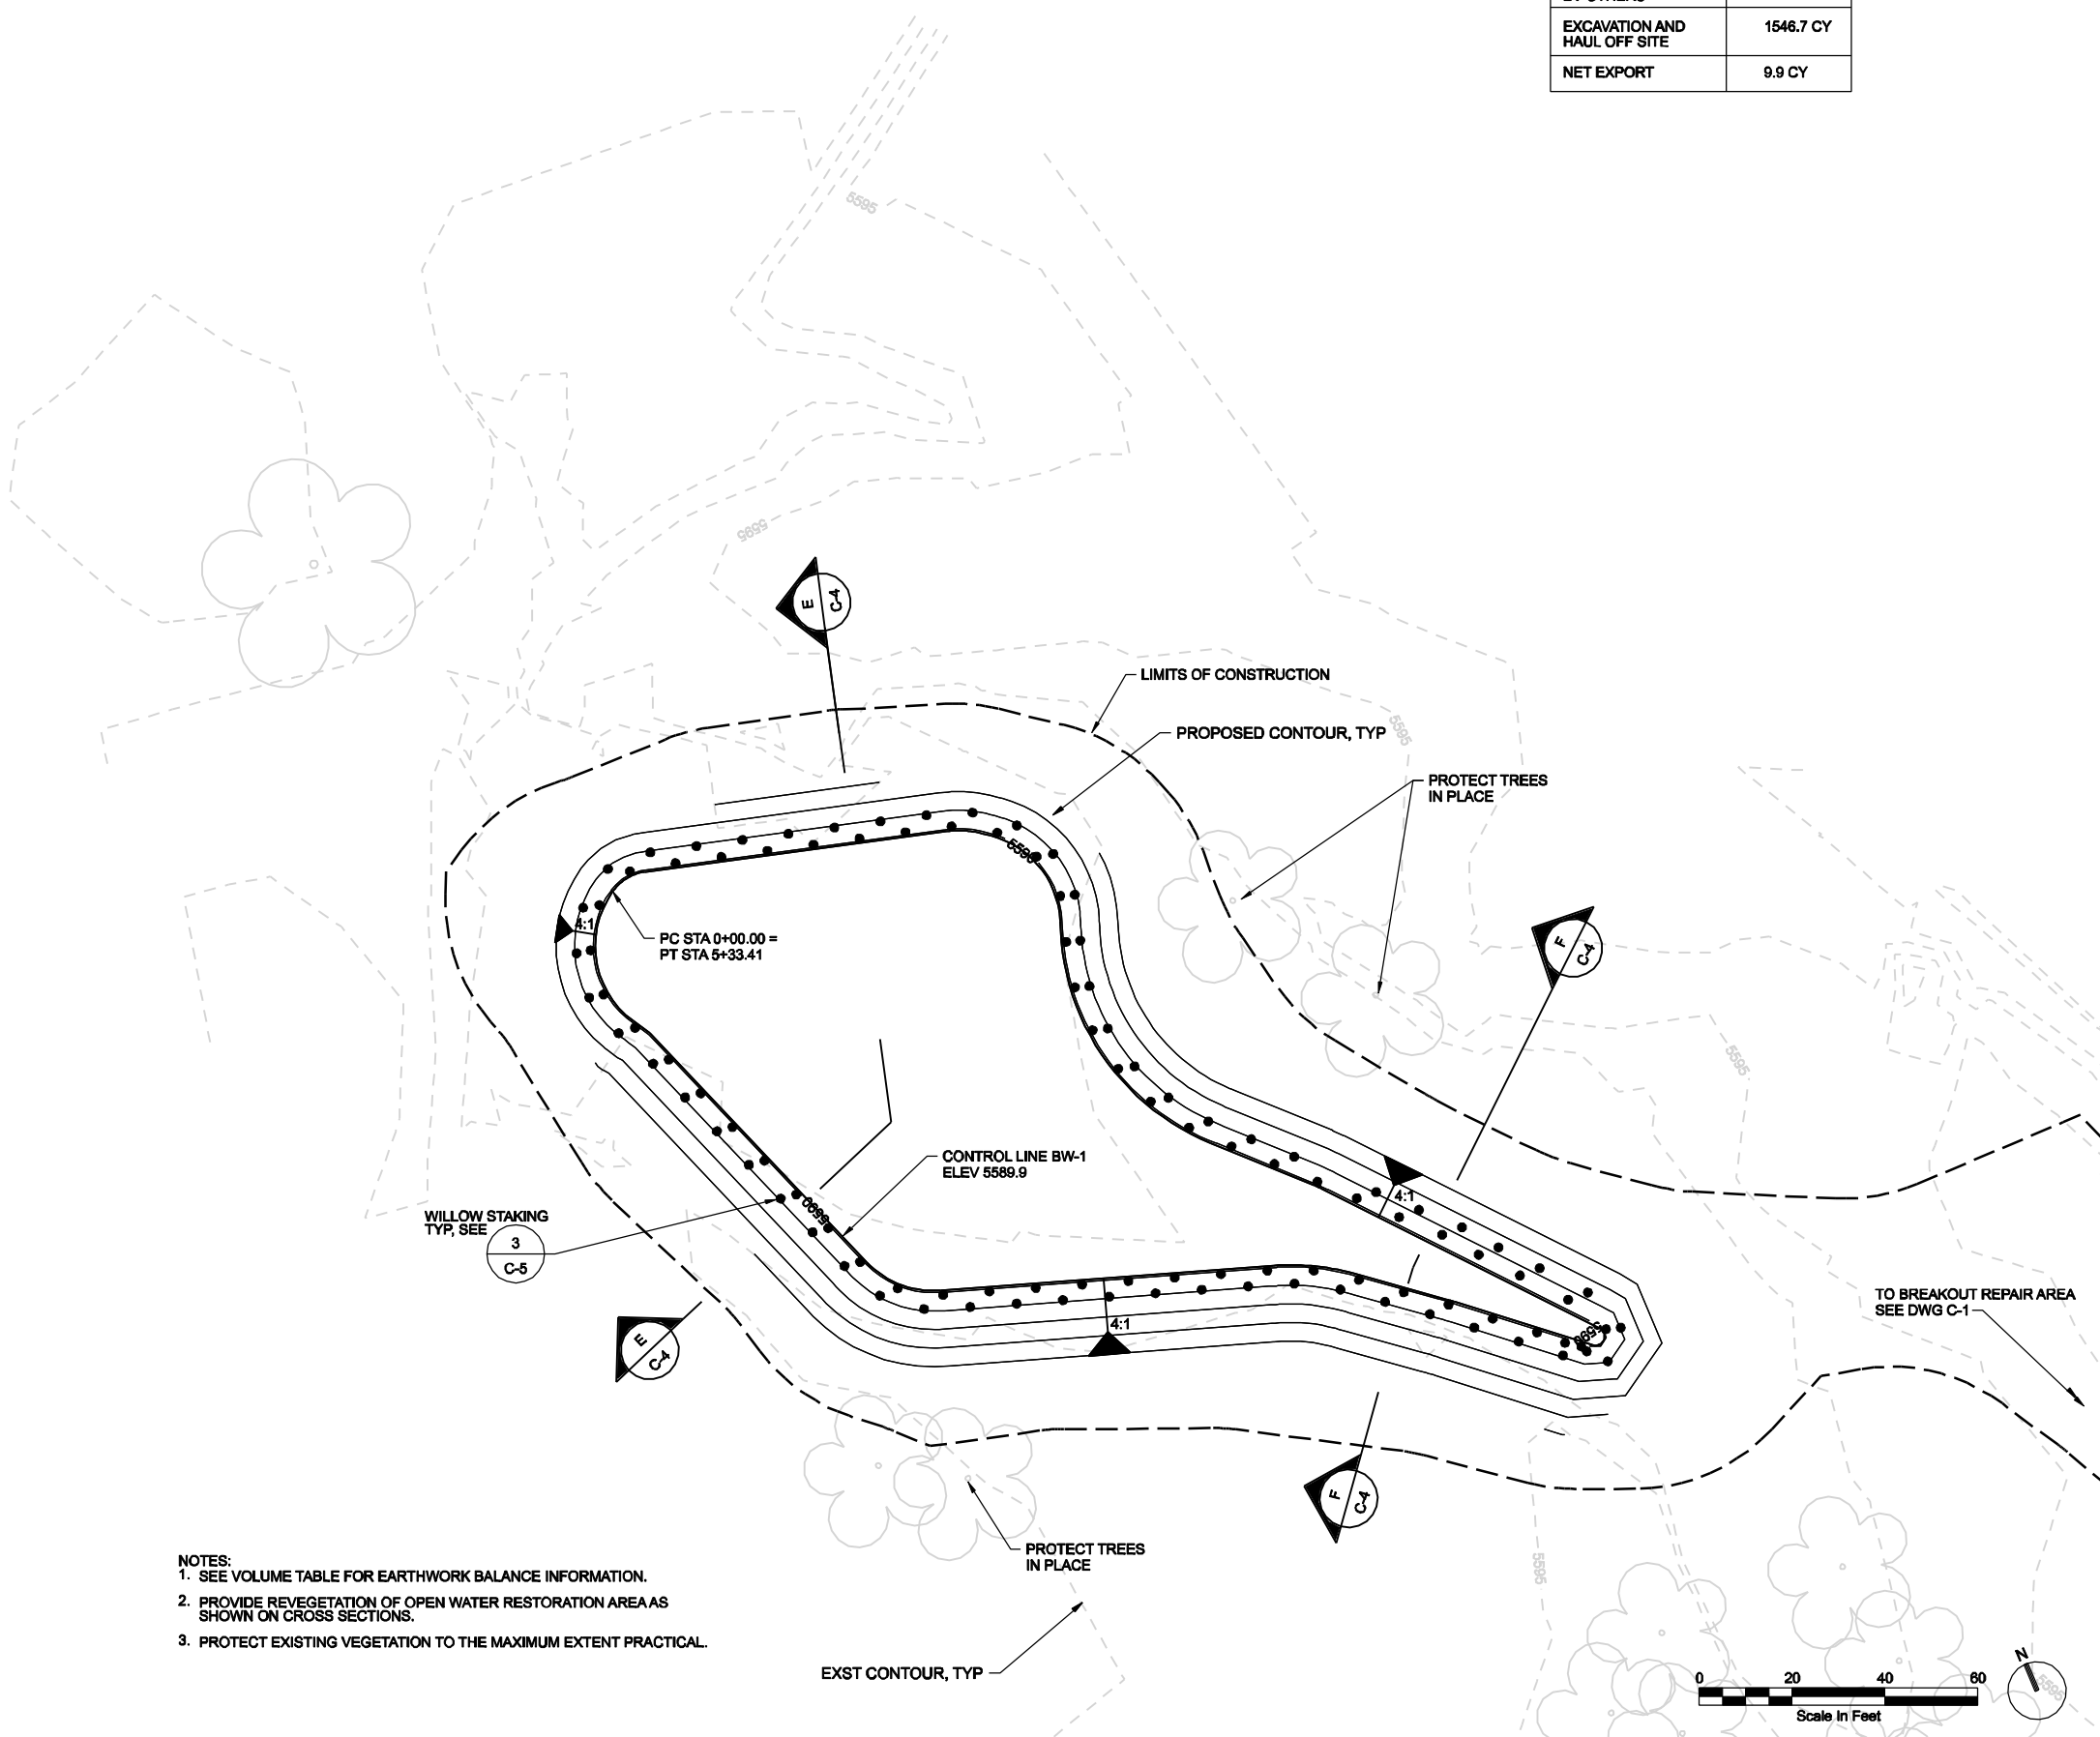 EXCAVATION AND
HAUL OFF SITE
1546.7 CY
NET EXPORT
9.9 CY
5595
5595
E
C-4
LIMITS OF CONSTRUCTION
PROPOSED CONTOUR, TYP
5595
PROTECT TREES
IN PLACE
5590
4:1
PC STA 0+00.00 =
PT STA 5+33.41
F
C-4
5595
CONTROL LINE BW-1
ELEV 5589.9
4:1
WILLOW STAKING
TYP, SEE
3
C-5
5590
TO BREAKOUT REPAIR AREA
SEE DWG C-1
4:1
5590
E
C-4
F
C-4
PROTECT TREES
IN PLACE
5595
NOTES:
1. SEE VOLUME TABLE FOR EARTHWORK BALANCE INFORMATION.
2. PROVIDE REVEGETATION OF OPEN WATER RESTORATION AREA AS
SHOWN ON CROSS SECTIONS.
3. PROTECT EXISTING VEGETATION TO THE MAXIMUM EXTENT PRACTICAL.
EXST CONTOUR, TYP
0 20 40 60
Scale In Feet
N
5595